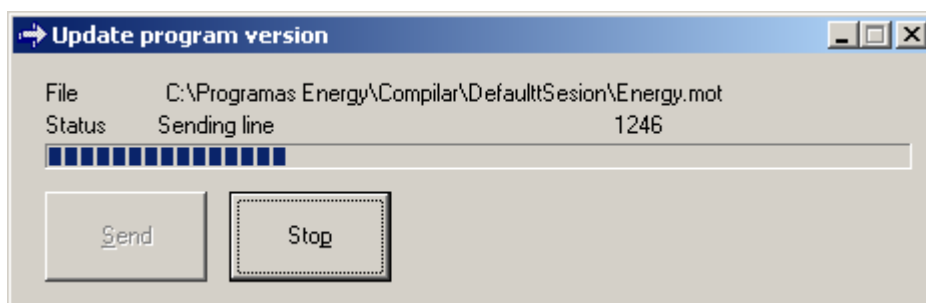 Update program version
File C:\Programas Energy\Compilar\DefaulttSesion\Energy.mot
Status Sending line 1246
Send Stop